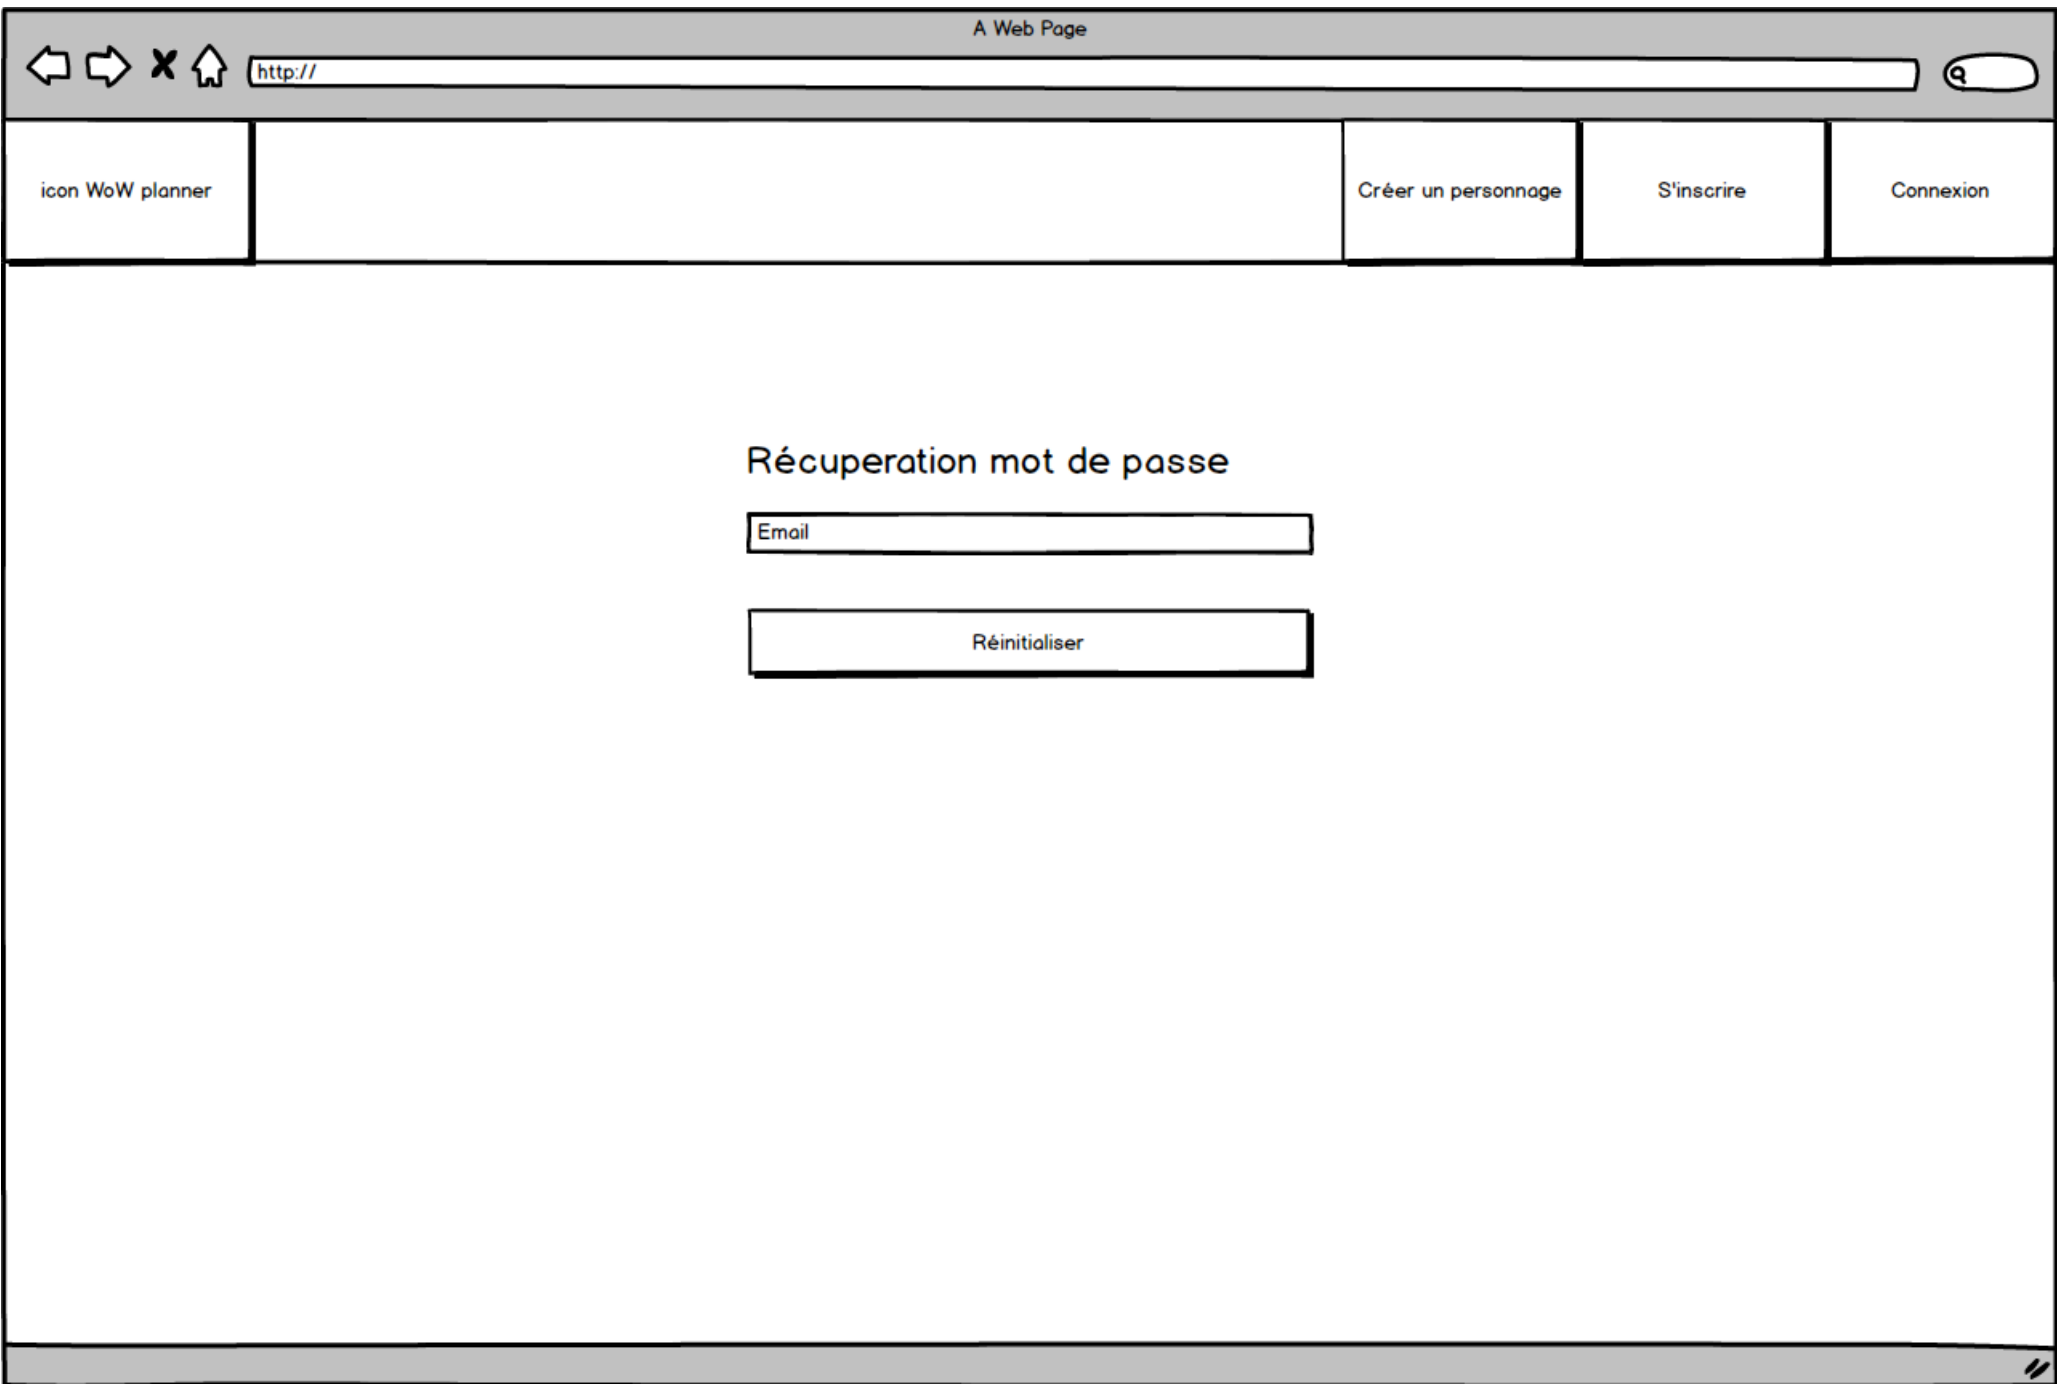 A Web Page
http://
icon WoW planner
Créer un personnage
S'inscrire
Connexion
Récuperation mot de passe
Email
Réinitialiser